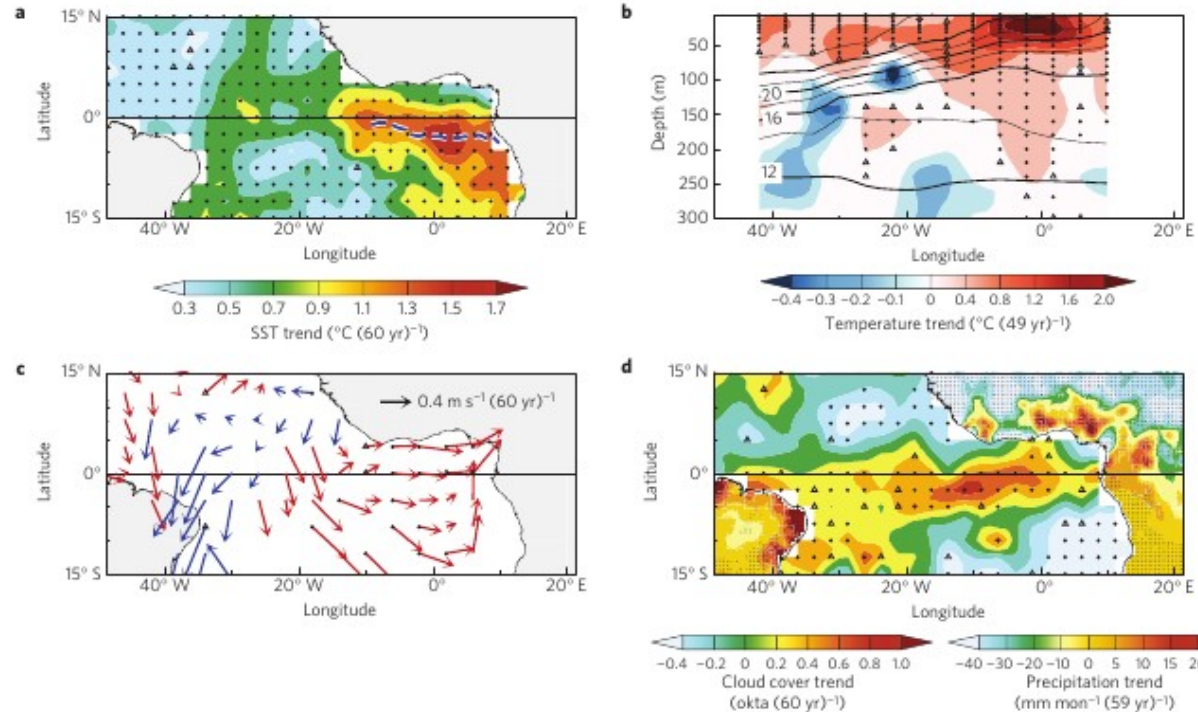 a
15° N
0°
15° S
Latitude
40° W
20° W
0°
20° E
Longitude
0.3 0.5 0.7 0.9 1.1 1.3 1.5 1.7
SST trend (°C (60 yr)⁻¹)
b
50
100
150
200
250
300
Depth (m)
20
16
12
40° W
20° W
0°
20° E
Longitude
−0.4 −0.3 −0.2 −0.1 0 0.4 0.8 1.2 1.6 2.0
Temperature trend (°C (49 yr)⁻¹)
c
15° N
0.4 m s⁻¹ (60 yr)⁻¹
0°
15° S
Latitude
40° W
20° W
0°
20° E
Longitude
d
15° N
0°
15° S
Latitude
40° W
20° W
0°
20° E
Longitude
−0.4 −0.2 0 0.2 0.4 0.6 0.8 1.0
Cloud cover trend
(okta (60 yr)⁻¹)
−40 −30 −20 −10 0 5 10 15
Precipitation trend
(mm mon⁻¹ (59 yr)⁻¹)